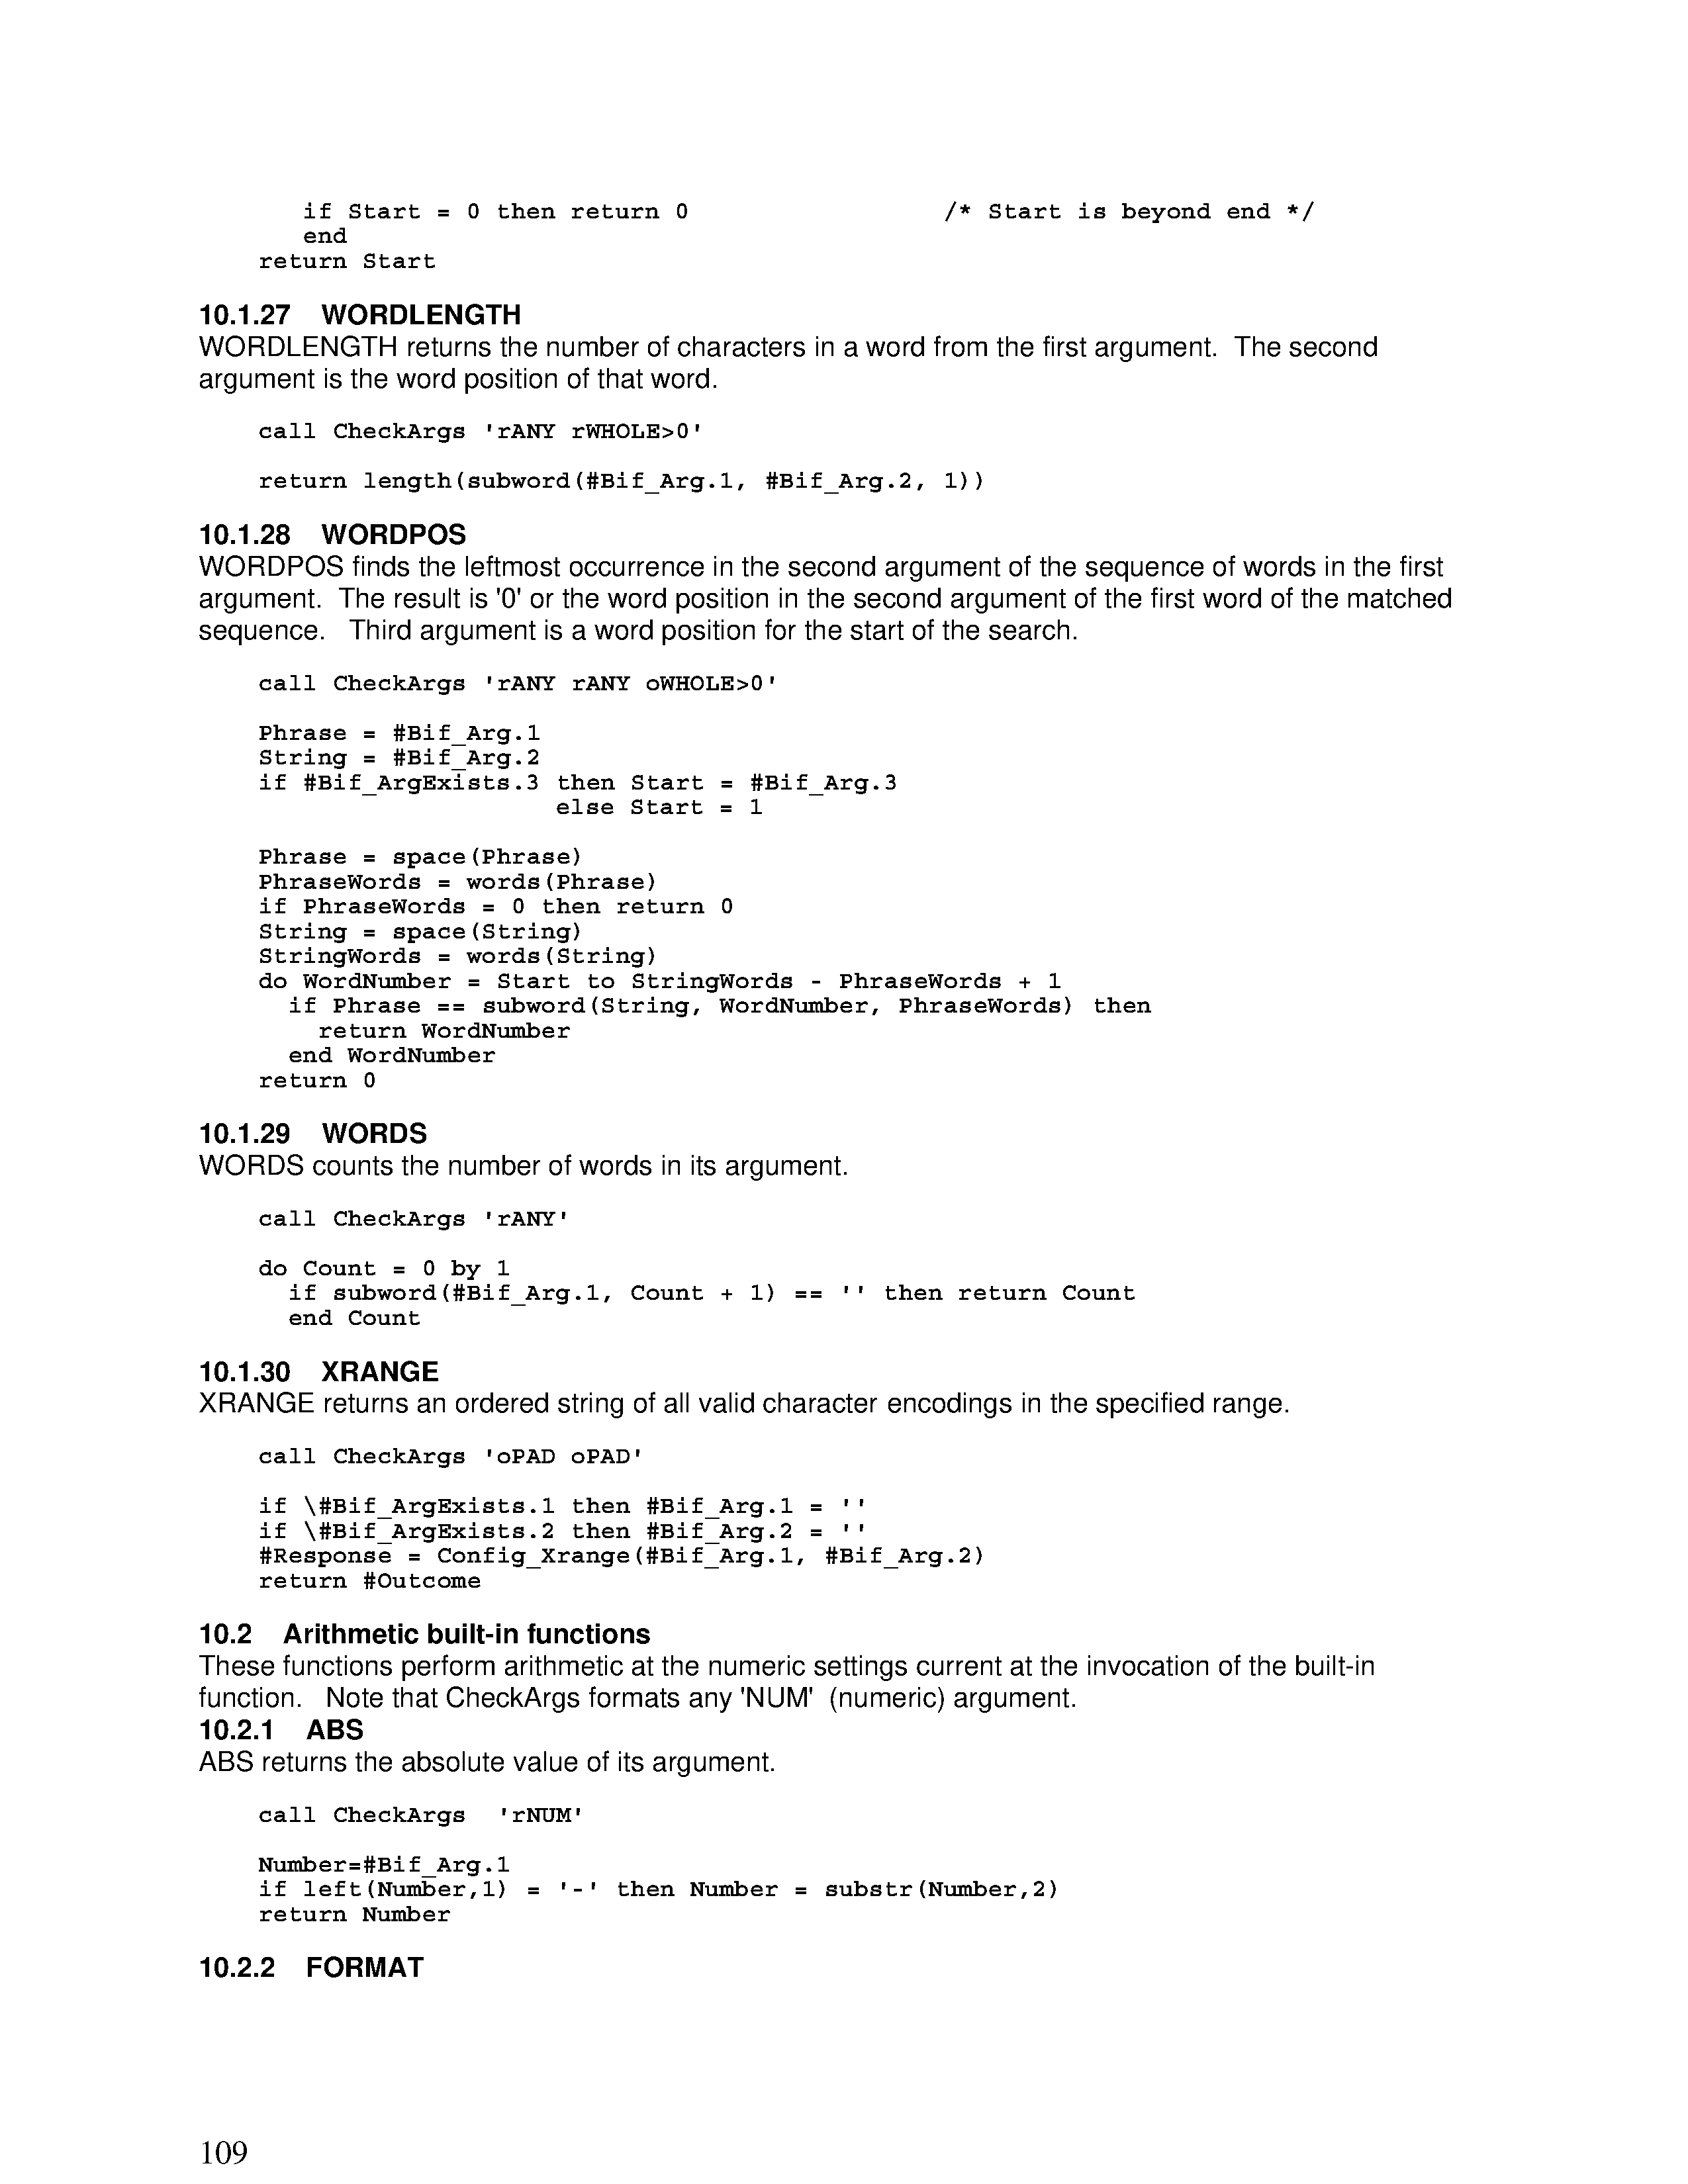 if Start = 0 then return 0                 /* Start is beyond end */
end
return Start
10.1.27 WORDLENGTH
WORDLENGTH returns the number of characters in a word from the first argument. The second
argument is the word position of that word.
call CheckArgs 'rANY rWHOLE>0'
return length(subword(#Bif_Arg.1, #Bif_Arg.2, 1))
10.1.28 WORDPOS
WORDPOS finds the leftmost occurrence in the second argument of the sequence of words in the first
argument. The result is '0' or the word position in the second argument of the first word of the matched
sequence. Third argument is a word position for the start of the search.
call CheckArgs 'rANY rANY oWHOLE>0'
Phrase = #Bif_Arg.1
String = #Bif_Arg.2
if #Bif_ArgExists.3 then Start = #Bif_Arg.3
else Start = 1
Phrase = space(Phrase)
PhraseWords = words(Phrase)
if PhraseWords = 0 then return 0
String = space(String)
StringWords = words(String)
do WordNumber = Start to StringWords - PhraseWords + 1
if Phrase == subword(String, WordNumber, PhraseWords) then
return WordNumber
end WordNumber
return 0
10.1.29 WORDS
WORDS counts the number of words in its argument.
call CheckArgs 'rANY'
do Count = 0 by 1
if subword(#Bif_Arg.1, Count + 1) == '' then return Count
end Count
10.1.30 XRANGE
XRANGE returns an ordered string of all valid character encodings in the specified range.
call CheckArgs 'oPAD oPAD'
if \#Bif_ArgExists.1 then #Bif_Arg.1 = ''
if \#Bif_ArgExists.2 then #Bif_Arg.2 = ''
#Response = Config_Xrange(#Bif_Arg.1, #Bif_Arg.2)
return #Outcome
10.2 Arithmetic built-in functions
These functions perform arithmetic at the numeric settings current at the invocation of the built-in
function. Note that CheckArgs formats any 'NUM' (numeric) argument.
10.2.1 ABS
ABS returns the absolute value of its argument.
call CheckArgs 'rNUM'
Number=#Bif_Arg.1
if left(Number,1) = '-' then Number = substr(Number,2)
return Number
10.2.2 FORMAT
109